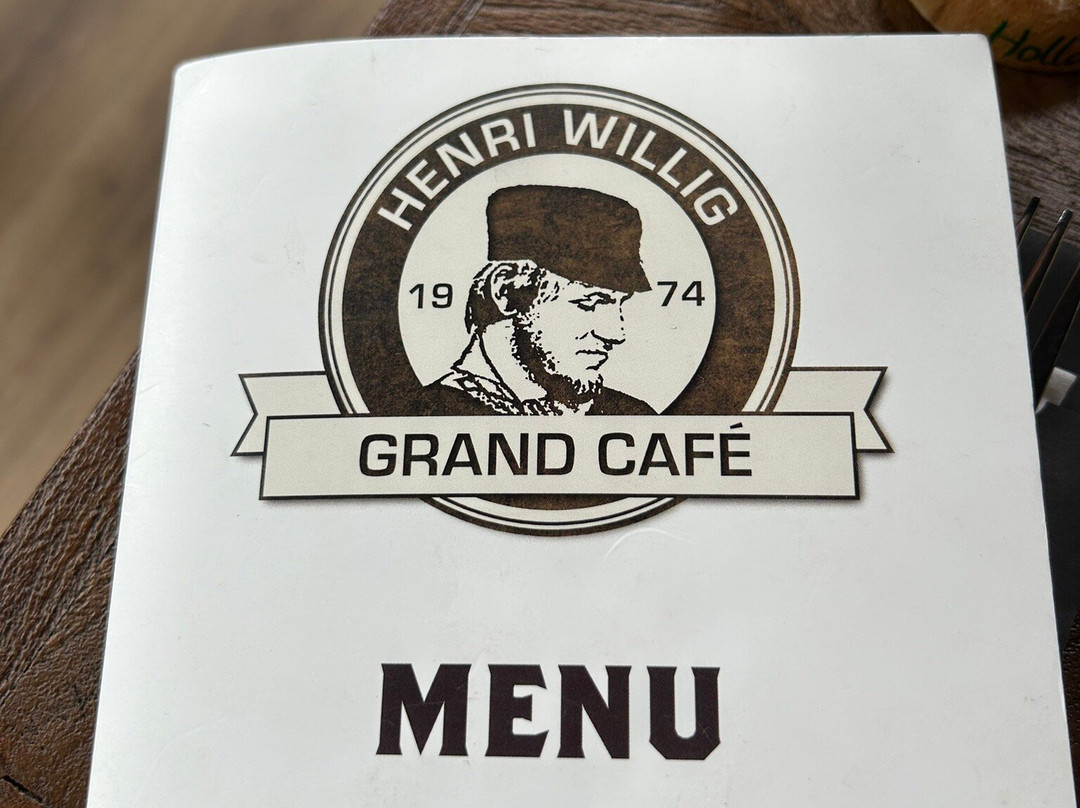 HENRI WILLIG
19 74
GRAND CAFÉ
MENU